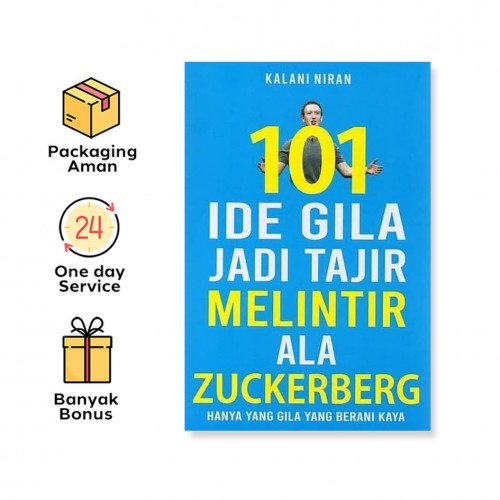 Packaging
Aman
24
One day
Service
Banyak
Bonus
KALANI NIRAN
101
IDE GILA
JADI TAJIR
MELINTIR
ALA
ZUCKERBERG
HANYA YANG GILA YANG BERANI KAYA